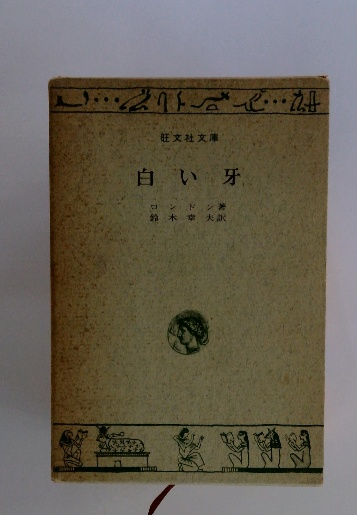 旺文社文庫
白い牙
ロンドン著
鈴木幸夫訳